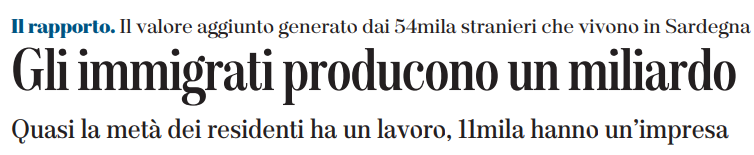 Il rapporto. Il valore aggiunto generato dai 54mila stranieri che vivono in Sardegna
Gli immigrati producono un miliardo
Quasi la metà dei residenti ha un lavoro, 11mila hanno un'impresa